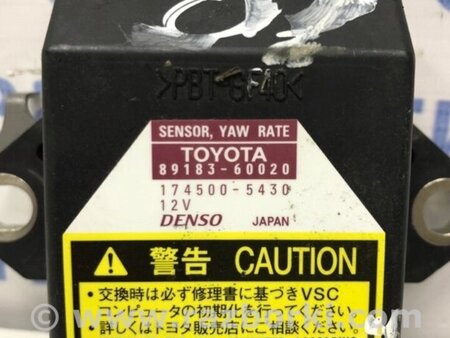 >PBT-GF40<
SENSOR, YAW RATE
TOYOTA
89183-60020
174500-5430
12V
DENSO JAPAN
警告 CAUTION
・交換時は必ず修理書に基づきVSC
コンピュータの初期化を行ってください
・詳しくはトヨタ販売店にご相談ください